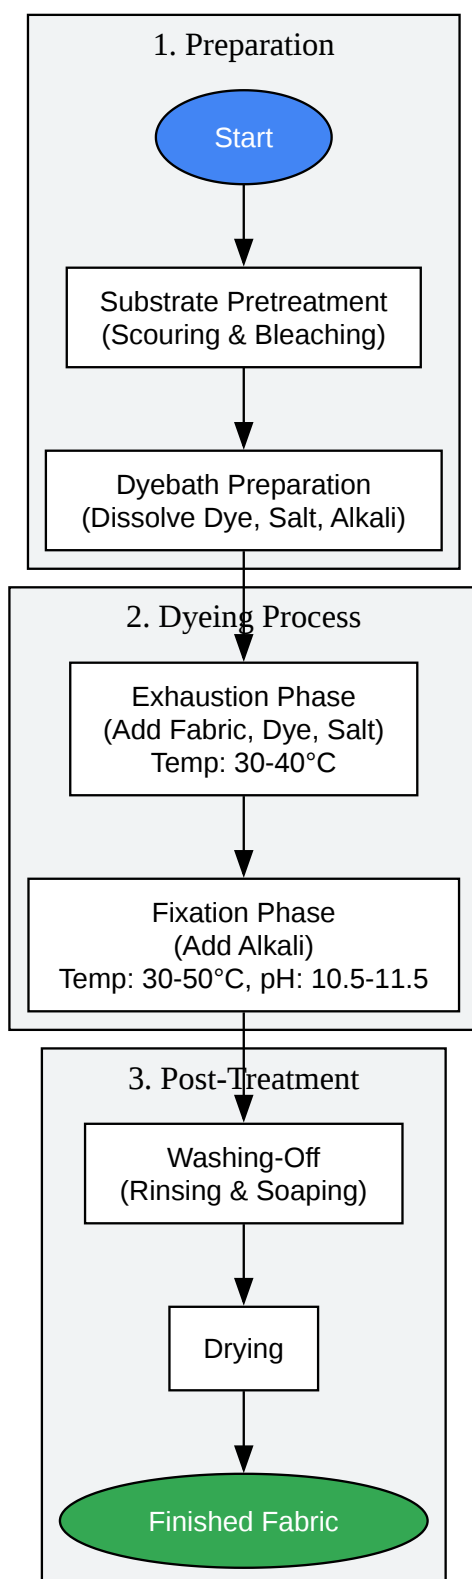 1. Preparation
Start
Substrate Pretreatment
(Scouring & Bleaching)
Dyebath Preparation
(Dissolve Dye, Salt, Alkali)
2. Dyeing Process
Exhaustion Phase
(Add Fabric, Dye, Salt)
Temp: 30-40°C
Fixation Phase
(Add Alkali)
Temp: 30-50°C, pH: 10.5-11.5
3. Post-Treatment
Washing-Off
(Rinsing & Soaping)
Drying
Finished Fabric